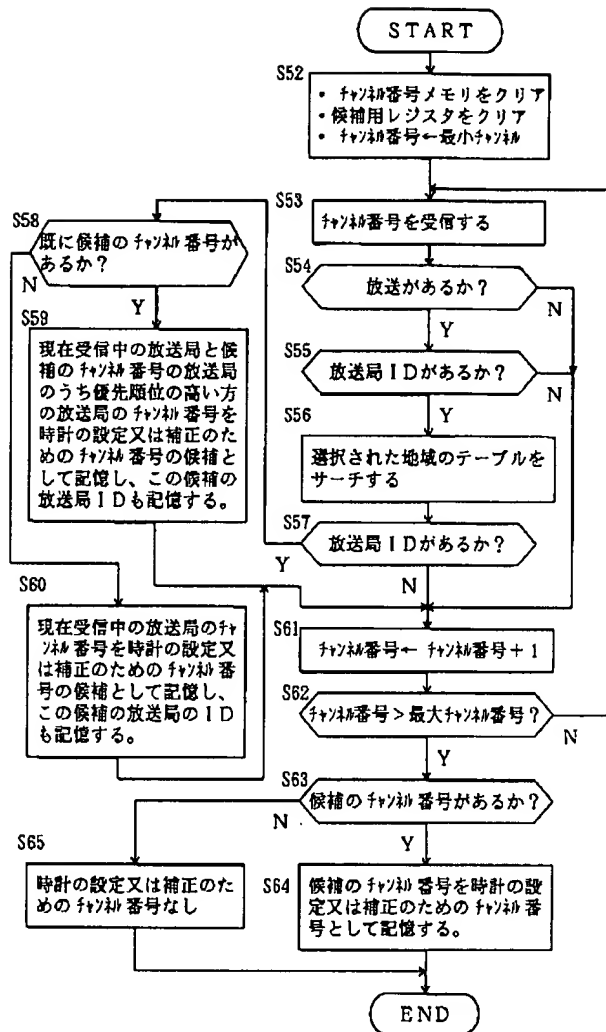 START
S52
・ﾁｬﾝﾈﾙ番号メモリをクリア
・候補用レジスタをクリア
・ﾁｬﾝﾈﾙ番号←最小ﾁｬﾝﾈﾙ
S53
ﾁｬﾝﾈﾙ番号を受信する
S54
放送があるか？
N
Y
S55
放送局IDがあるか？
N
Y
S56
選択された地域のテーブルを
サーチする
S57
放送局IDがあるか？
Y
N
S58
既に候補のﾁｬﾝﾈﾙ番号が
あるか？
N
Y
S59
現在受信中の放送局と候
補のﾁｬﾝﾈﾙ番号の放送局
のうち優先順位の高い方
の放送局のﾁｬﾝﾈﾙ番号を
時計の設定又は補正のた
めのﾁｬﾝﾈﾙ番号の候補と
して記憶し、この候補の
放送局IDも記憶する。
S60
現在受信中の放送局のﾁｬ
ﾝﾈﾙ番号を時計の設定又
は補正のためのﾁｬﾝﾈﾙ番
号の候補として記憶し、
この候補の放送局のID
も記憶する。
S61
ﾁｬﾝﾈﾙ番号←ﾁｬﾝﾈﾙ番号＋1
S62
ﾁｬﾝﾈﾙ番号＞最大ﾁｬﾝﾈﾙ番号？
N
Y
S63
候補のﾁｬﾝﾈﾙ番号があるか？
N
Y
S65
時計の設定又は補正のた
めのﾁｬﾝﾈﾙ番号なし
S64
候補のﾁｬﾝﾈﾙ番号を時計の設
定又は補正のためのﾁｬﾝﾈﾙ番
号として記憶する。
END